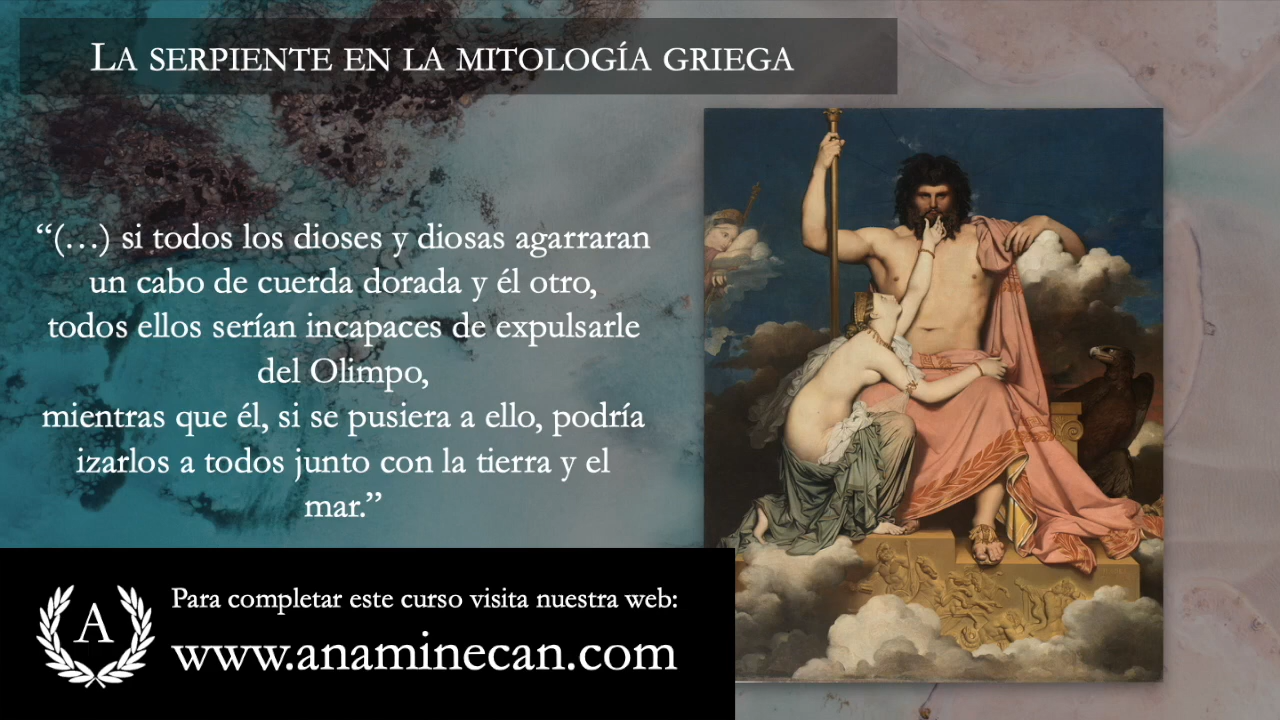 LA SERPIENTE EN LA MITOLOGÍA GRIEGA
“(…) si todos los dioses y diosas agarraran
un cabo de cuerda dorada y él otro,
todos ellos serían incapaces de expulsarle
del Olimpo,
mientras que él, si se pusiera a ello, podría
izarlos a todos junto con la tierra y el
mar.”
A
Para completar este curso visita nuestra web:
www.anaminecan.com